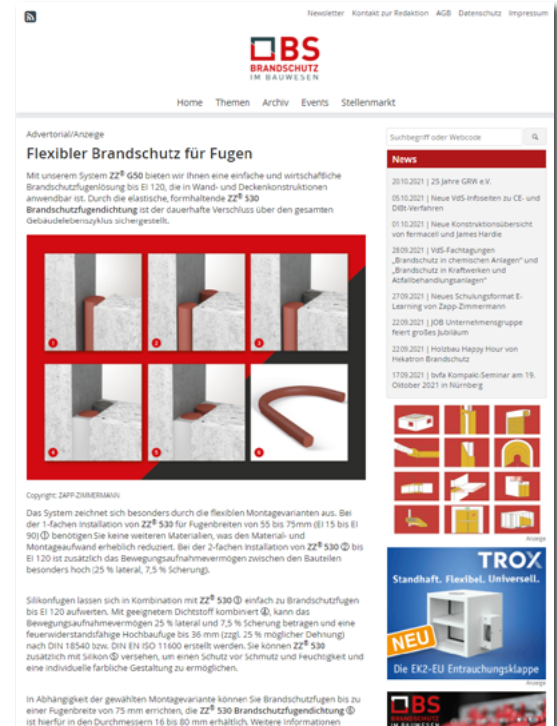 Newsletter Kontakt zur Redaktion AGB Datenschutz Impressum
BS
BRANDSCHUTZ
IM BAUWESEN
Home Themen Archiv Events Stellenmarkt
Advertorial/Anzeige
Flexibler Brandschutz für Fugen
Mit unserem System ZZ® G50 bieten wir Ihnen eine einfache und wirtschaftliche
Brandschutzfugenlösung bis EI 120, die in Wand- und Deckenkonstruktionen
anwendbar ist. Durch die elastische, formhaltende ZZ® 530
Brandschutzfugendichtung ist der dauerhafte Verschluss über den gesamten
Gebäudelebenszyklus sichergestellt.
1
2
3
4
5
6
Copyright: ZAPP-ZIMMERMANN
Das System zeichnet sich besonders durch die flexiblen Montagevarianten aus. Bei
der 1-fachen Installation von ZZ® 530 für Fugenbreiten von 55 bis 75mm (EI 15 bis EI
90) ① benötigen Sie keine weiteren Materialien, was den Material- und
Montageaufwand erheblich reduziert. Bei der 2-fachen Installation von ZZ® 530 ② bis
EI 120 ist zusätzlich das Bewegungsaufnahmevermögen zwischen den Bauteilen
besonders hoch (25 % lateral, 7,5 % Scherung).
Silikonfugen lassen sich in Kombination mit ZZ® 530 ③ einfach zu Brandschutzfugen
bis EI 120 aufwerten. Mit geeignetem Dichtstoff kombiniert ④, kann das
Bewegungsaufnahmevermögen 25 % lateral und 7,5 % Scherung betragen und eine
feuerwiderstandsfähige Hochbaufuge bis 36 mm (zzgl. 25 % möglicher Dehnung)
nach DIN 18540 bzw. DIN EN ISO 11600 erstellt werden. Sie können ZZ® 530
zusätzlich mit Silikon ⑤ versehen, um einen Schutz vor Schmutz und Feuchtigkeit und
eine individuelle farbliche Gestaltung zu ermöglichen.
In Abhängigkeit der gewählten Montagevariante können Sie Brandschutzfugen bis zu
einer Fugenbreite von 75 mm errichten, die ZZ® 530 Brandschutzfugendichtung ⑥
ist hierfür in den Durchmessern 16 bis 80 mm erhältlich. Weitere Informationen
Suchbegriff oder Webcode
News
20.10.2021 | 25 Jahre GRW e.V.
05.10.2021 | Neue VdS-Infoseiten zu CE- und
DIBt-Verfahren
01.10.2021 | Neue Konstruktionsübersicht
von fermacell und James Hardie
28.09.2021 | VdS-Fachtagungen
„Brandschutz in chemischen Anlagen“ und
„Brandschutz in Kraftwerken und
Abfallbehandlungsanlagen“
27.09.2021 | Neues Schulungsformat E-
Learning von Zapp-Zimmermann
22.09.2021 | JOB Unternehmensgruppe
feiert großes Jubiläum
22.09.2021 | Holzbau Happy Hour von
Hekatron Brandschutz
17.09.2021 | bvfa Kompakt-Seminar am 19.
Oktober 2021 in Nürnberg
Anzeige
TROX
Standhaft. Flexibel. Universell.
NEU
Die EK2-EU Entrauchungsklappe
Anzeige
BS
BRANDSCHUTZ
IM BAUWESEN